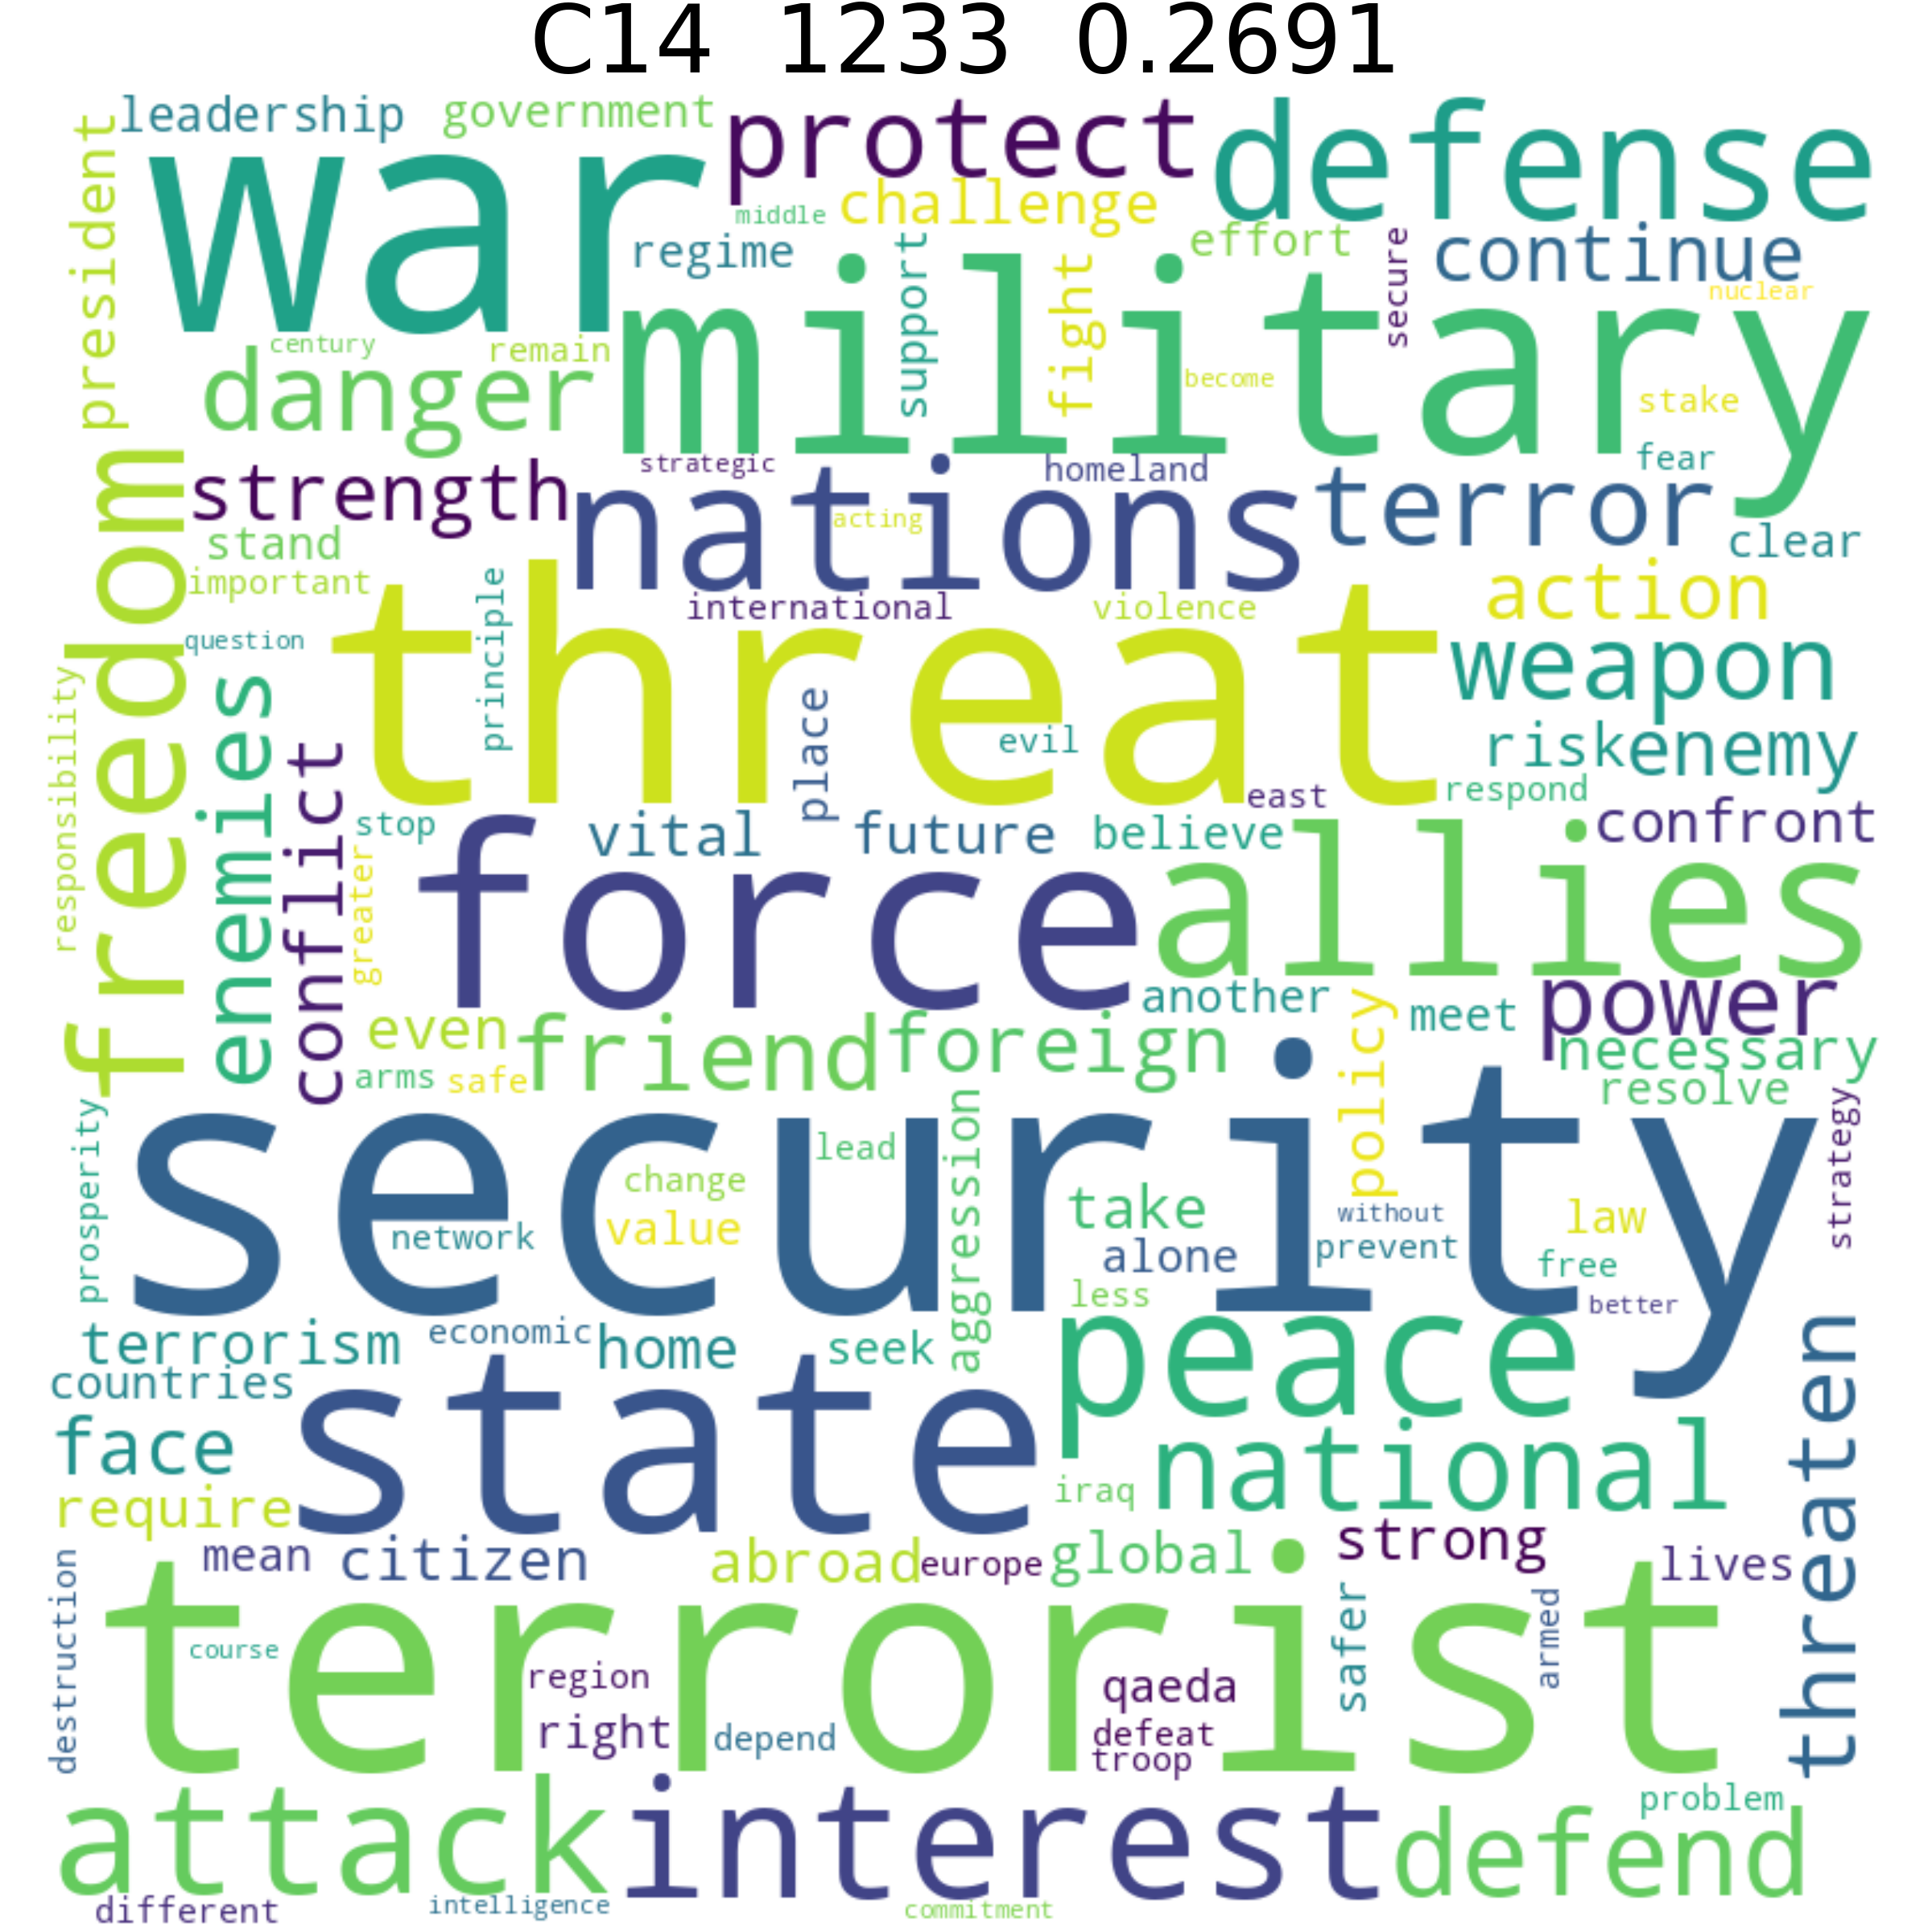 C14 1233 0.2691
leadership
government
protect
defense
president
war
middle
challenge
regime
support
effort
secure
continue
nuclear
military
fight
century
remain
danger
become
stake
fear
freedom
strength
strategic
homeland
nations
terror
acting
clear
stand
important
international
violence
action
principle
threat
question
weapon
responsibility
enemies
place
evil
risk
enemy
conflict
east
respond
stop
vital
future
believe
confront
greater
force
allies
another
policy
meet
power
even
friend
foreign
necessary
arms
safe
resolve
prosperity
security
aggression
strategy
lead
change
take
without
law
network
value
alone
prevent
free
less
better
terrorism
economic
home
seek
peace
threaten
countries
state
face
national
require
iraq
mean
citizen
abroad
europe
global
strong
lives
destruction
terrorist
safer
armed
course
region
qaeda
right
depend
defeat
troop
attack
interest
defend
problem
different
intelligence
commitment